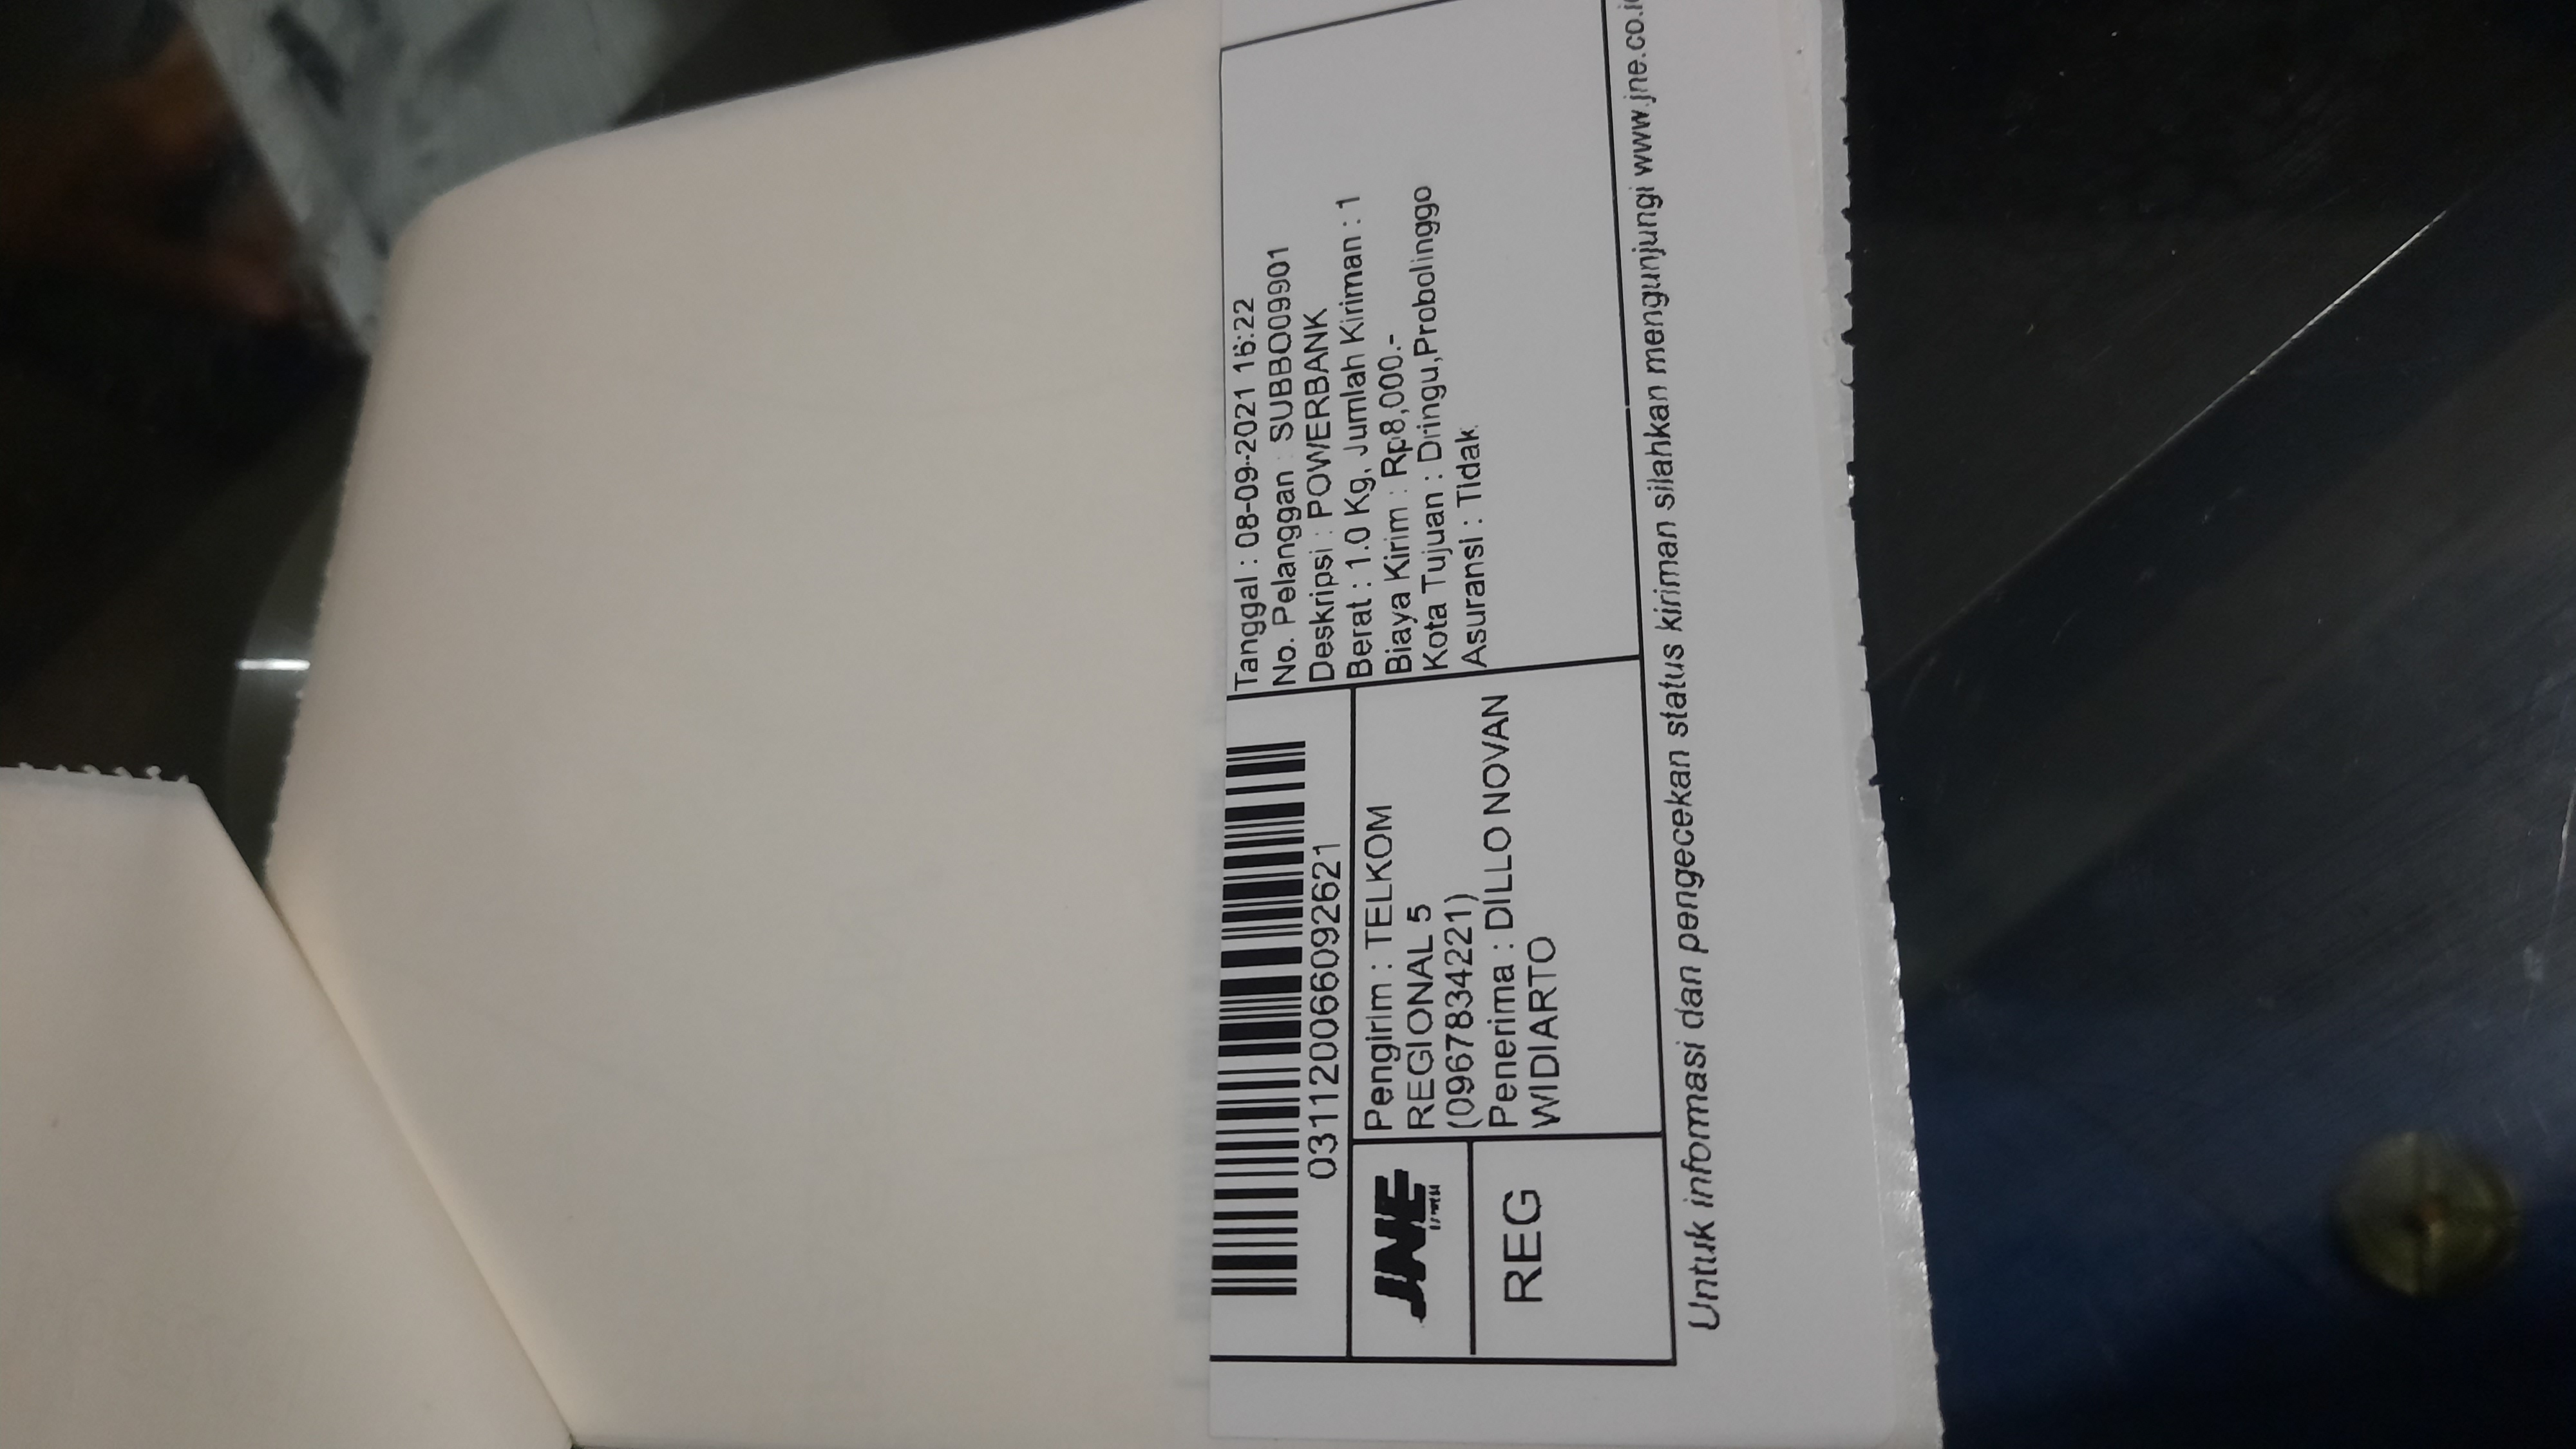 031120066092621
JNE
REG
Pengirim : TELKOM
REGIONAL 5
(0967834221)
Penerima : DILLO NOVAN
WIDIARTO
Tanggal : 08-09-2021 16:22
No. Pelanggan : SUBBO09901
Deskripsi : POWERBANK
Berat : 1.0 Kg, Jumlah Kiriman : 1
Biaya Kirim : Rp8,000.-
Kota Tujuan : Dringu,Probolinggo
Asuransi : Tidak
Untuk informasi dan pengecekan status kiriman silahkan mengunjungi www.jne.co.i